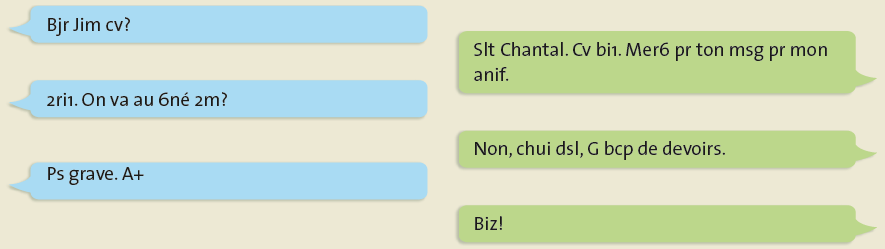 Bjr Jim cv?
Slt Chantal. Cv bi1. Mer6 pr ton msg pr mon
anif.
2ri1. On va au 6né 2m?
Non, chui dsl, G bcp de devoirs.
Ps grave. A+
Biz!